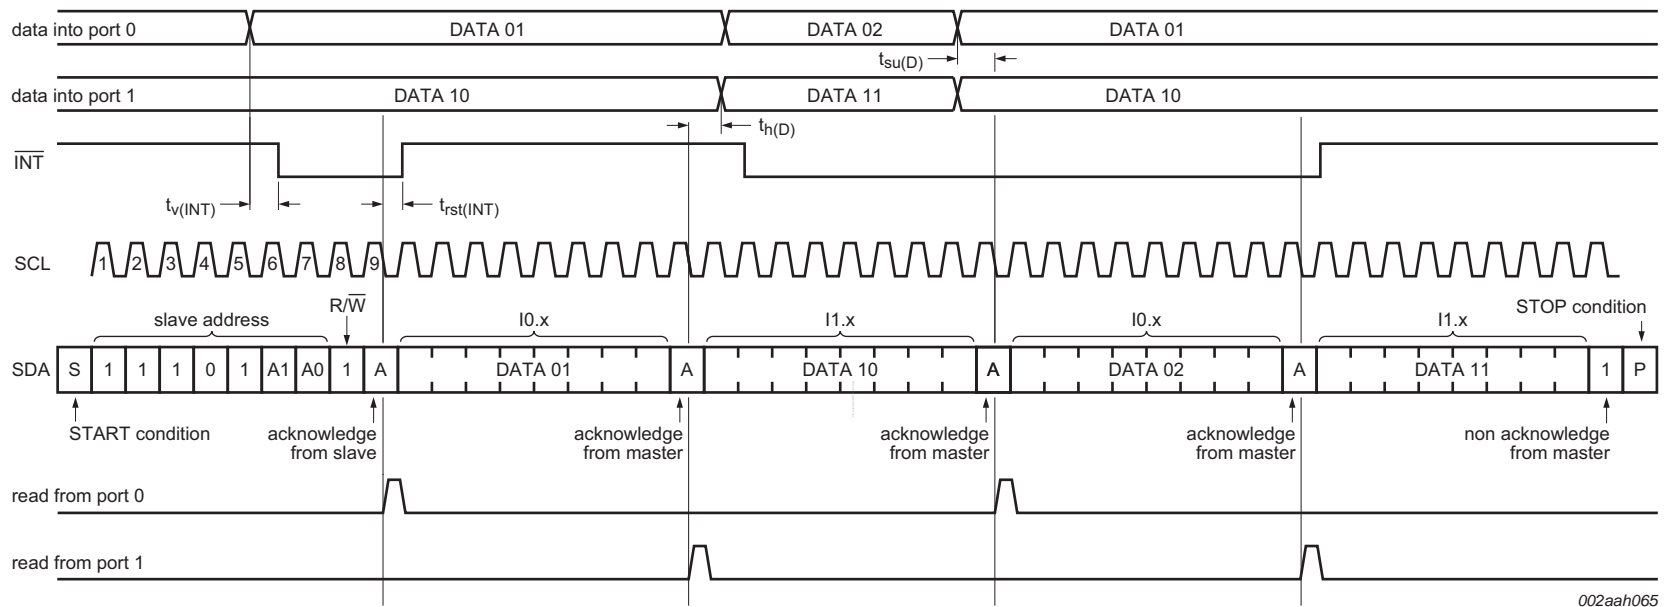 data into port 0 DATA 01 DATA 02 DATA 01
tsu(D)
data into port 1 DATA 10 DATA 11 DATA 10
th(D)
INT
tv(INT) trst(INT)
SCL 1 2 3 4 5 6 7 8 9
R/W
slave address I0.x I1.x I0.x I1.x STOP condition
SDA S 1 1 1 0 1 A1 A0 1 A DATA 01 A DATA 10 A DATA 02 A DATA 11 1 P
START condition acknowledge acknowledge acknowledge acknowledge non acknowledge
from slave from master from master from master from master
read from port 0
read from port 1
002aah065